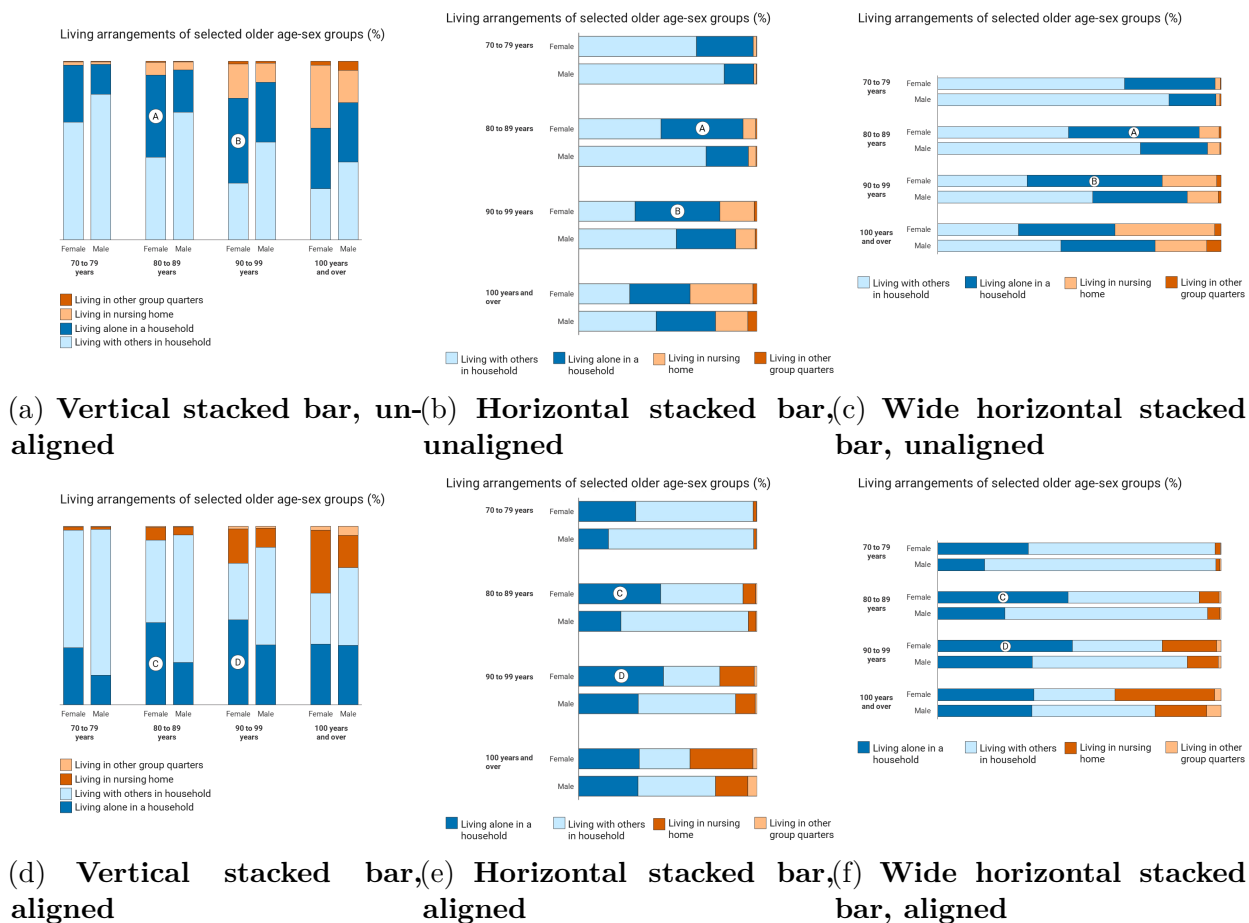 Living arrangements of selected older age-sex groups (%)
A
B
Female Male Female Male Female Male Female Male
70 to 79 years
80 to 89 years
90 to 99 years
100 years and over
Living in other group quarters
Living in nursing home
Living alone in a household
Living with others in household
(a) Vertical stacked bar, un-
aligned
Living arrangements of selected older age-sex groups (%)
70 to 79 years Female
Male
80 to 89 years Female A
Male
90 to 99 years Female B
Male
100 years and over Female
Male
Living with others in household
Living alone in a household
Living in nursing home
Living in other group quarters
(b) Horizontal stacked bar,
unaligned
Living arrangements of selected older age-sex groups (%)
70 to 79 years Female
Male
80 to 89 years Female A
Male
90 to 99 years Female B
Male
100 years and over Female
Male
Living with others in household
Living alone in a household
Living in nursing home
Living in other group quarters
(c) Wide horizontal stacked
bar, unaligned
Living arrangements of selected older age-sex groups (%)
C
D
Female Male Female Male Female Male Female Male
70 to 79 years
80 to 89 years
90 to 99 years
100 years and over
Living in other group quarters
Living in nursing home
Living with others in household
Living alone in a household
(d) Vertical stacked bar,
aligned
Living arrangements of selected older age-sex groups (%)
70 to 79 years Female
Male
80 to 89 years Female C
Male
90 to 99 years Female D
Male
100 years and over Female
Male
Living alone in a household
Living with others in household
Living in nursing home
Living in other group quarters
(e) Horizontal stacked bar,
aligned
Living arrangements of selected older age-sex groups (%)
70 to 79 years Female
Male
80 to 89 years Female C
Male
90 to 99 years Female D
Male
100 years and over Female
Male
Living alone in a household
Living with others in household
Living in nursing home
Living in other group quarters
(f) Wide horizontal stacked
bar, aligned